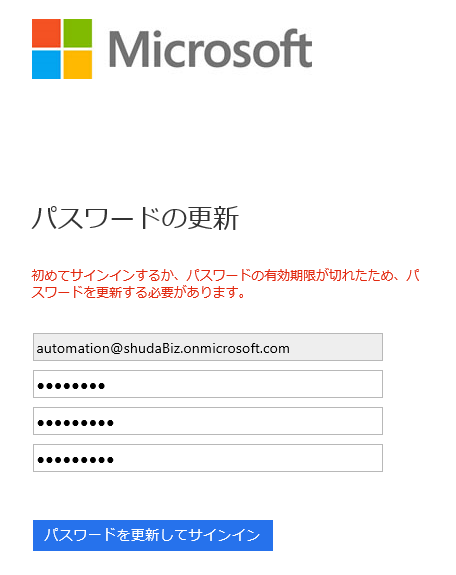 Microsoft
パスワードの更新
初めてサインインするか、パスワードの有効期限が切れたため、パ
スワードを更新する必要があります。
automation@shudaBiz.onmicrosoft.com
●●●●●●●●
●●●●●●●●●
●●●●●●●●●
パスワードを更新してサインイン